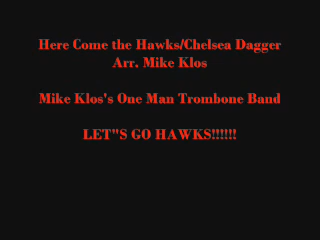 Here Come the Hawks/Chelsea Dagger
Arr. Mike Klos
Mike Klos's One Man Trombone Band
LET"S GO HAWKS!!!!!!